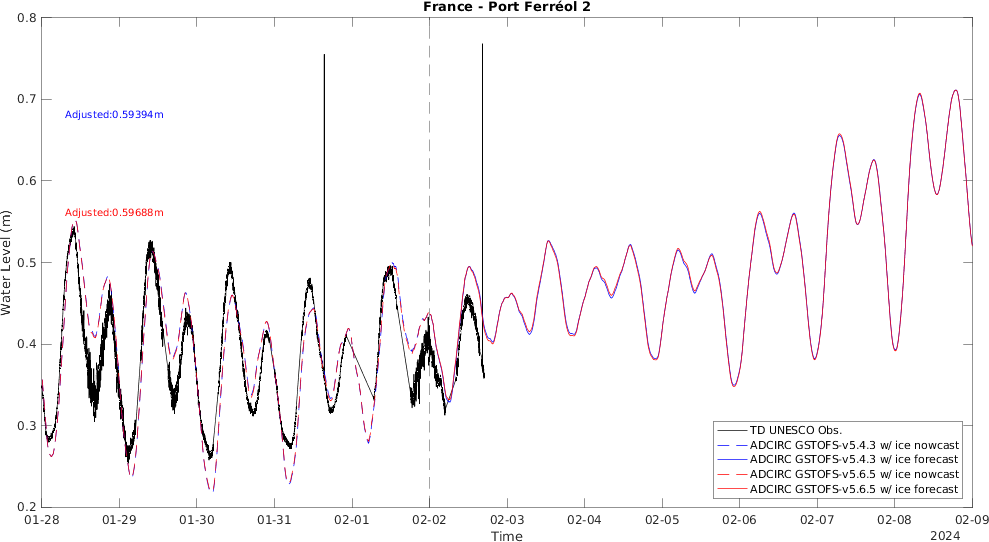 France - Port Ferréol 2
0.8
0.7
0.6
0.5
0.4
0.3
0.2
Water Level (m)
Adjusted:0.59394m
Adjusted:0.59688m
TD UNESCO Obs.
ADCIRC GSTOFS-v5.4.3 w/ ice nowcast
ADCIRC GSTOFS-v5.4.3 w/ ice forecast
ADCIRC GSTOFS-v5.6.5 w/ ice nowcast
ADCIRC GSTOFS-v5.6.5 w/ ice forecast
01-28 01-29 01-30 01-31 02-01 02-02 02-03 02-04 02-05 02-06 02-07 02-08 02-09
Time
2024